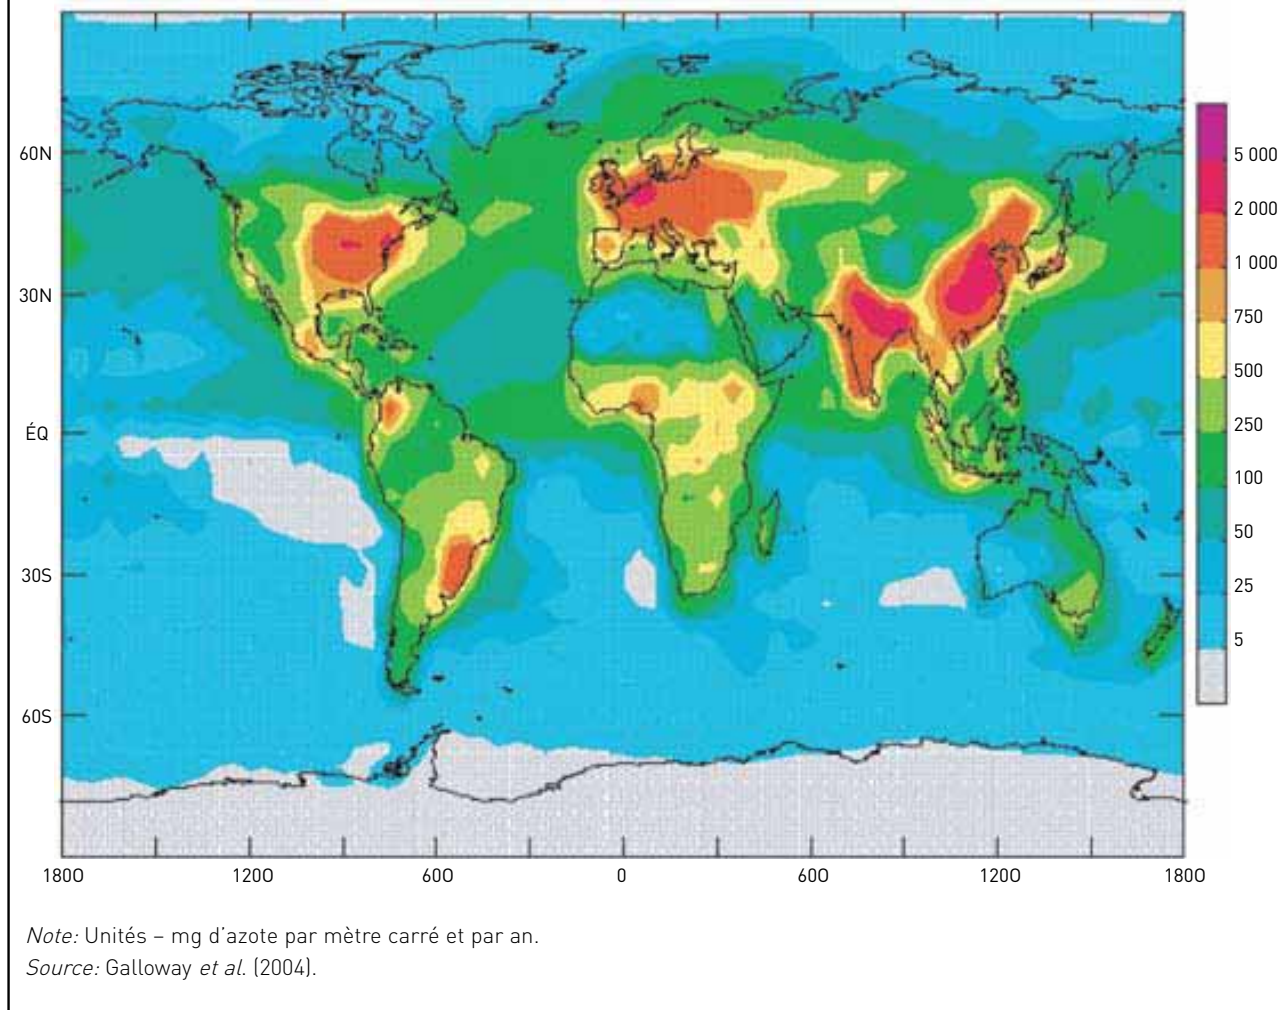 60N
30N
ÉQ
30S
60S
1800
1200
600
0
600
1200
1800
5 000
2 000
1 000
750
500
250
100
50
25
5
Note: Unités – mg d'azote par mètre carré et par an.
Source: Galloway et al. (2004).